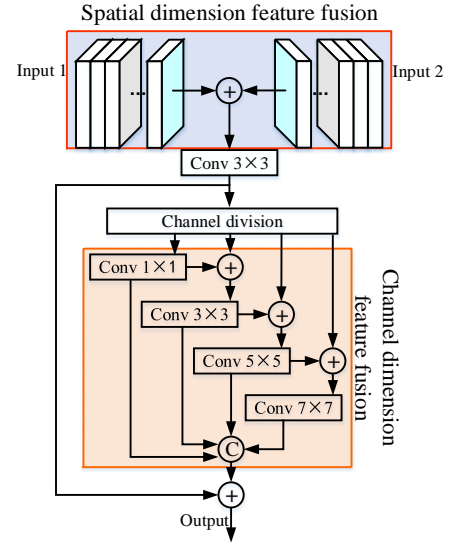 Spatial dimension feature fusion
Input 1
...
...
Input 2
+
Conv 3×3
Channel division
Conv 1×1
+
Conv 3×3
+
Conv 5×5
+
Conv 7×7
C
+
Output
Channel dimension
feature fusion